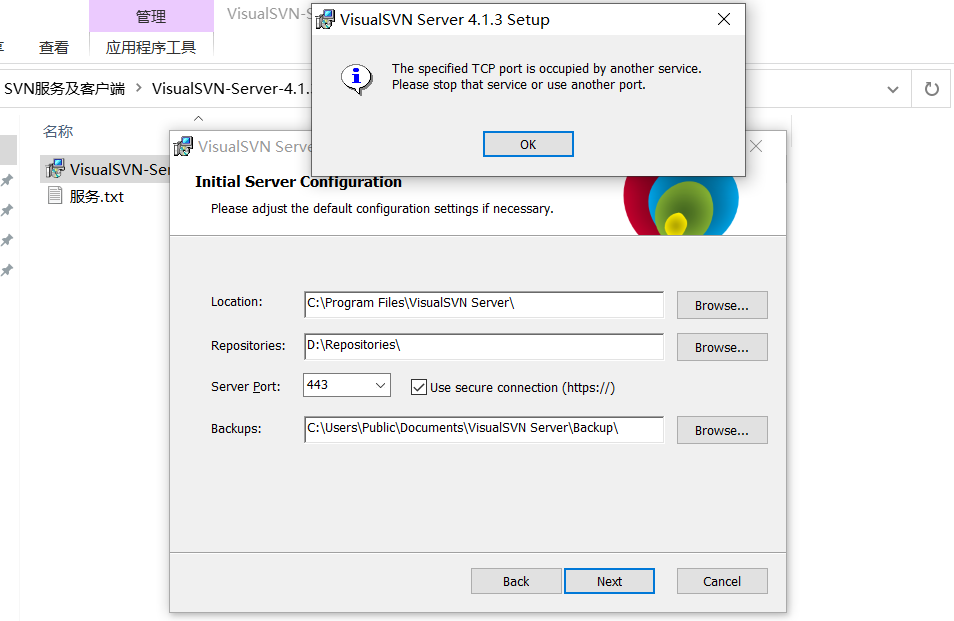 管理
VisualSVN-S
查看
应用程序工具
SVN服务及客户端
VisualSVN-Server-4.1.
名称
VisualSVN-Ser
服务.txt
VisualSVN Server 4.1.3 Setup
The specified TCP port is occupied by another service.
Please stop that service or use another port.
OK
VisualSVN Serve
Initial Server Configuration
Please adjust the default configuration settings if necessary.
Location:
C:\Program Files\VisualSVN Server\
Browse...
Repositories:
D:\Repositories\
Browse...
Server Port:
443
Use secure connection (https://)
Backups:
C:\Users\Public\Documents\VisualSVN Server\Backup\
Browse...
Back
Next
Cancel